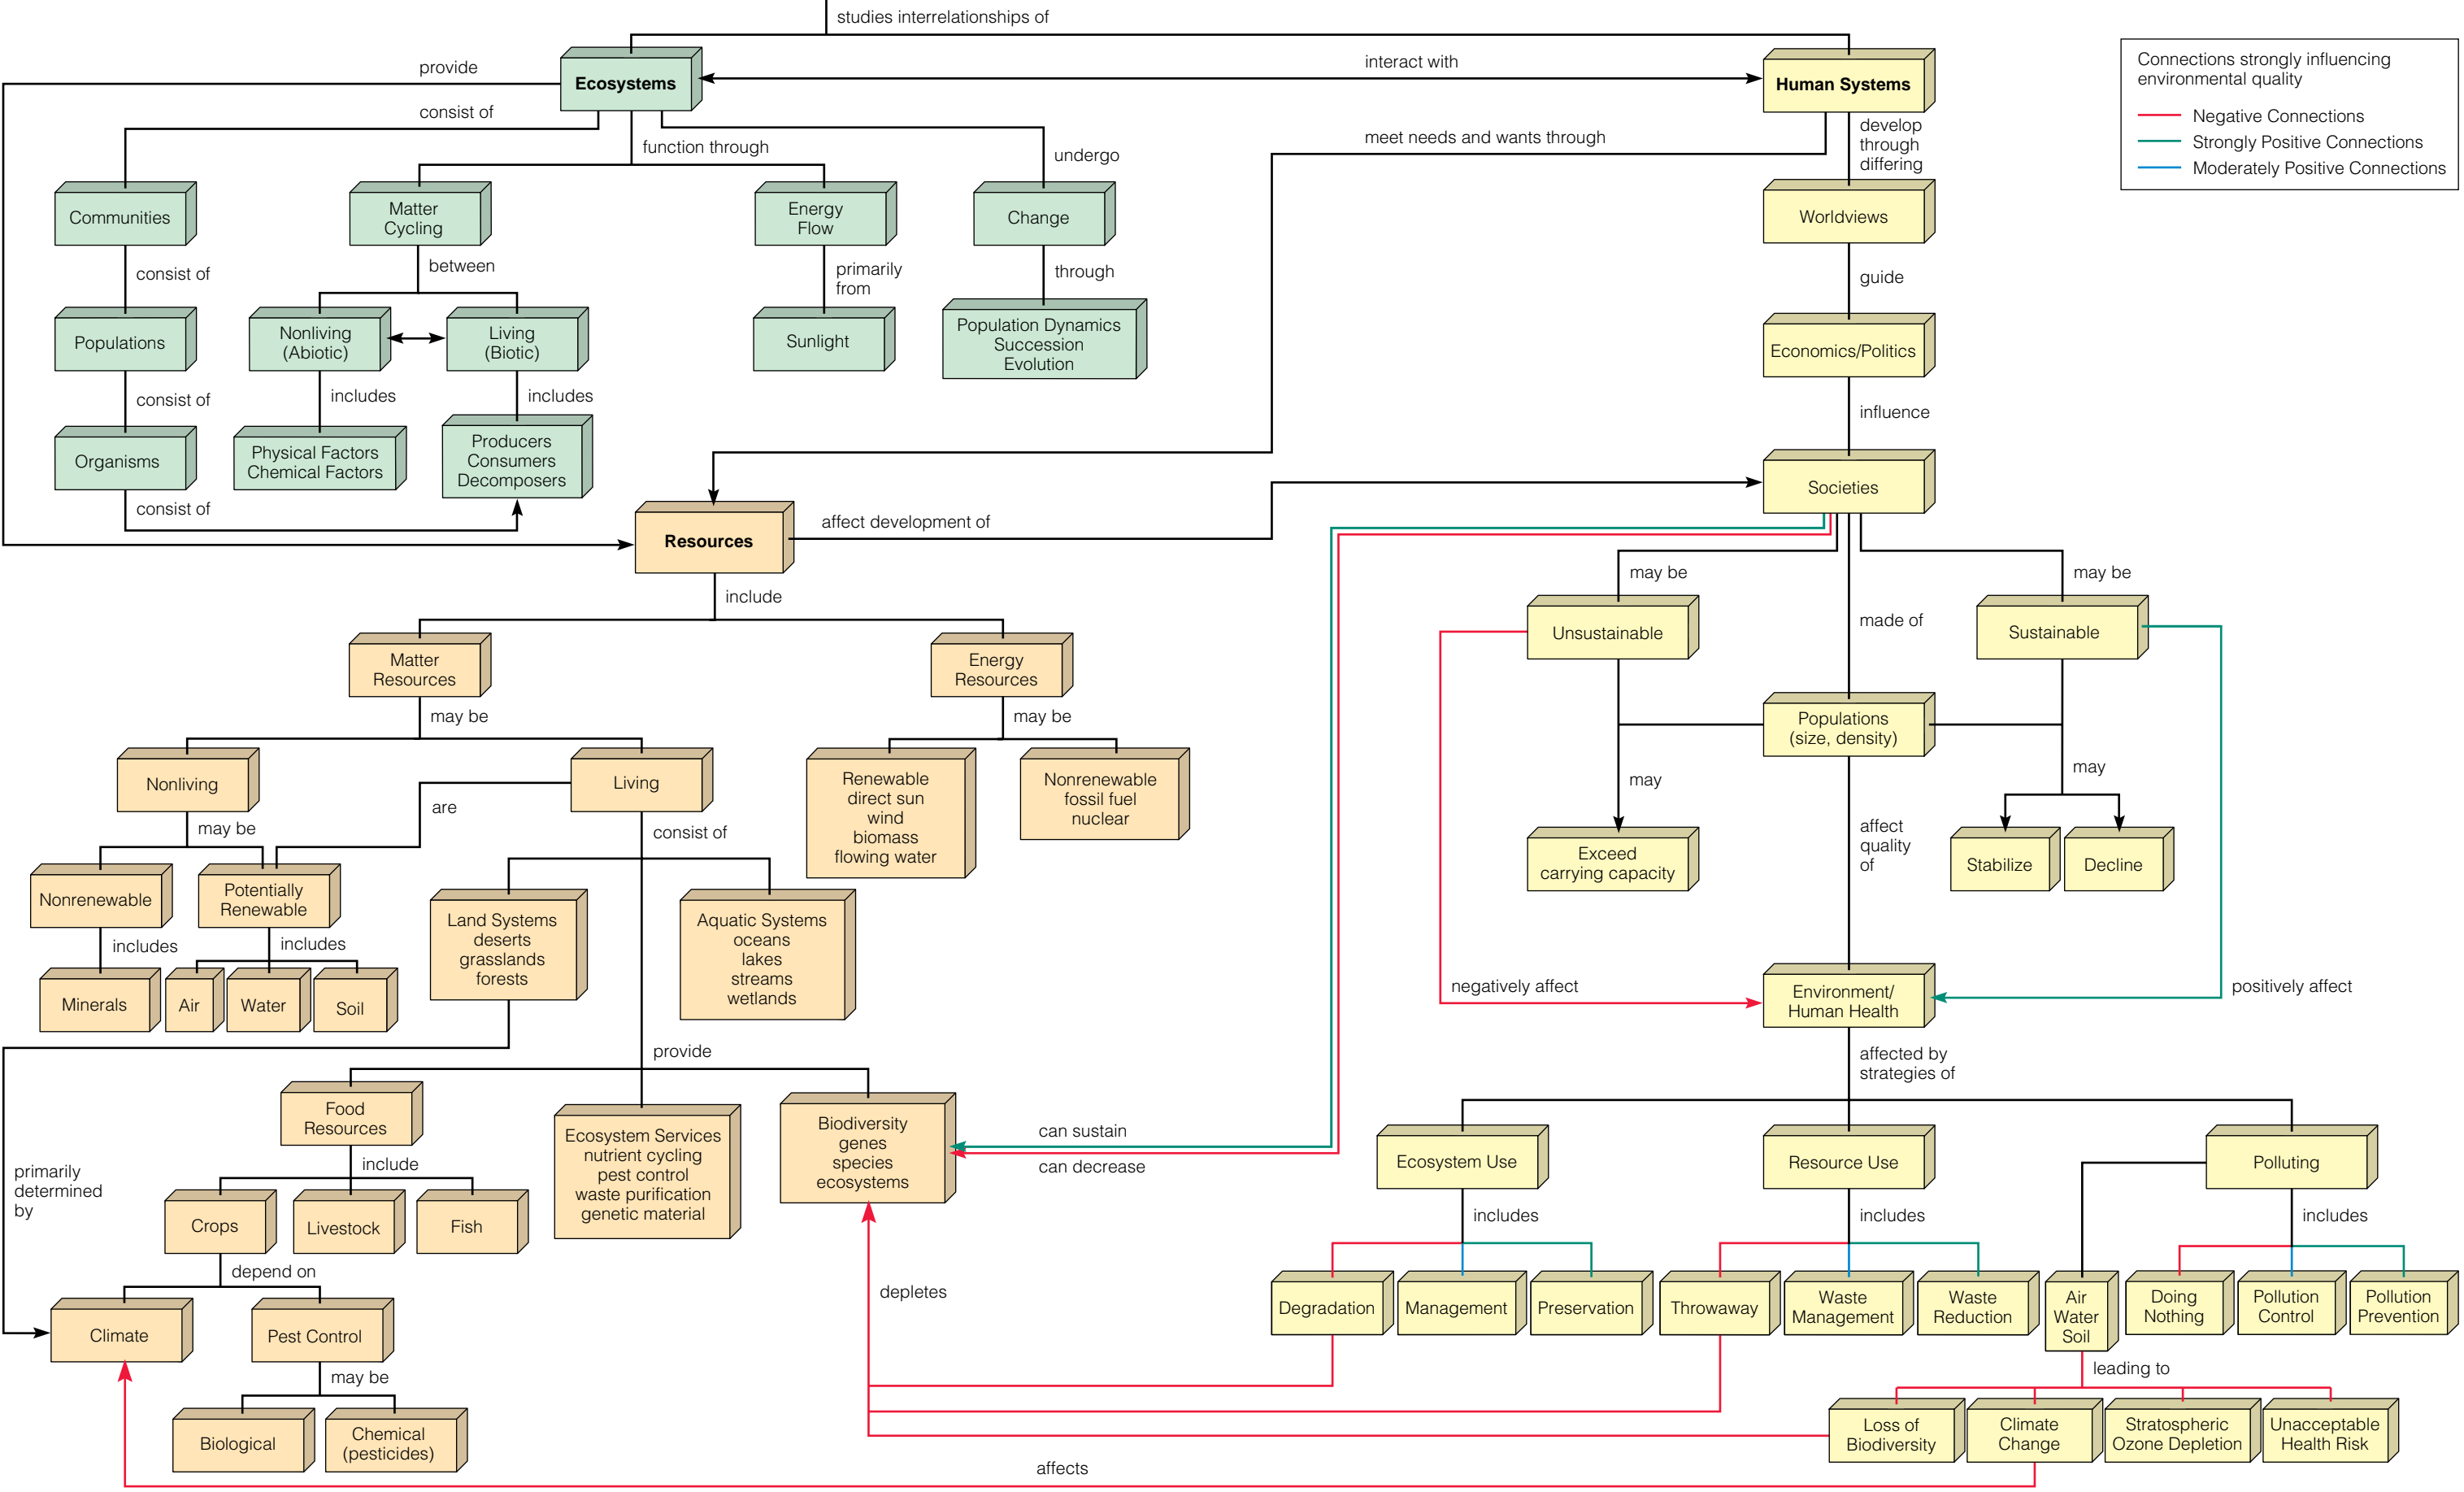 studies interrelationships of
provide
Ecosystems
interact with
Human Systems
Connections strongly influencing
environmental quality
Negative Connections
Strongly Positive Connections
Moderately Positive Connections
consist of
function through
undergo
meet needs and wants through
develop
through
differing
Communities
Matter
Cycling
Energy
Flow
Change
Worldviews
consist of
between
primarily
from
through
guide
Populations
Nonliving
(Abiotic)
Living
(Biotic)
Sunlight
Population Dynamics
Succession
Evolution
Economics/Politics
consist of
includes
includes
influence
Organisms
Physical Factors
Chemical Factors
Producers
Consumers
Decomposers
Societies
consist of
Resources
affect development of
include
may be
made of
may be
Unsustainable
Sustainable
Matter
Resources
Energy
Resources
may be
may be
Populations
(size, density)
Nonliving
Living
Renewable
direct sun
wind
biomass
flowing water
Nonrenewable
fossil fuel
nuclear
may
may
are
may be
consist of
affect
quality
of
Exceed
carrying capacity
Stabilize
Decline
Nonrenewable
Potentially
Renewable
Land Systems
deserts
grasslands
forests
Aquatic Systems
oceans
lakes
streams
wetlands
includes
includes
Minerals
Air
Water
Soil
negatively affect
Environment/
Human Health
positively affect
provide
affected by
strategies of
Food
Resources
Ecosystem Services
nutrient cycling
pest control
waste purification
genetic material
Biodiversity
genes
species
ecosystems
can sustain
can decrease
Ecosystem Use
Resource Use
Polluting
primarily
determined
by
include
Crops
Livestock
Fish
includes
includes
includes
depend on
depletes
Degradation
Management
Preservation
Throwaway
Waste
Management
Waste
Reduction
Air
Water
Soil
Doing
Nothing
Pollution
Control
Pollution
Prevention
Climate
Pest Control
may be
leading to
Biological
Chemical
(pesticides)
Loss of
Biodiversity
Climate
Change
Stratospheric
Ozone Depletion
Unacceptable
Health Risk
affects